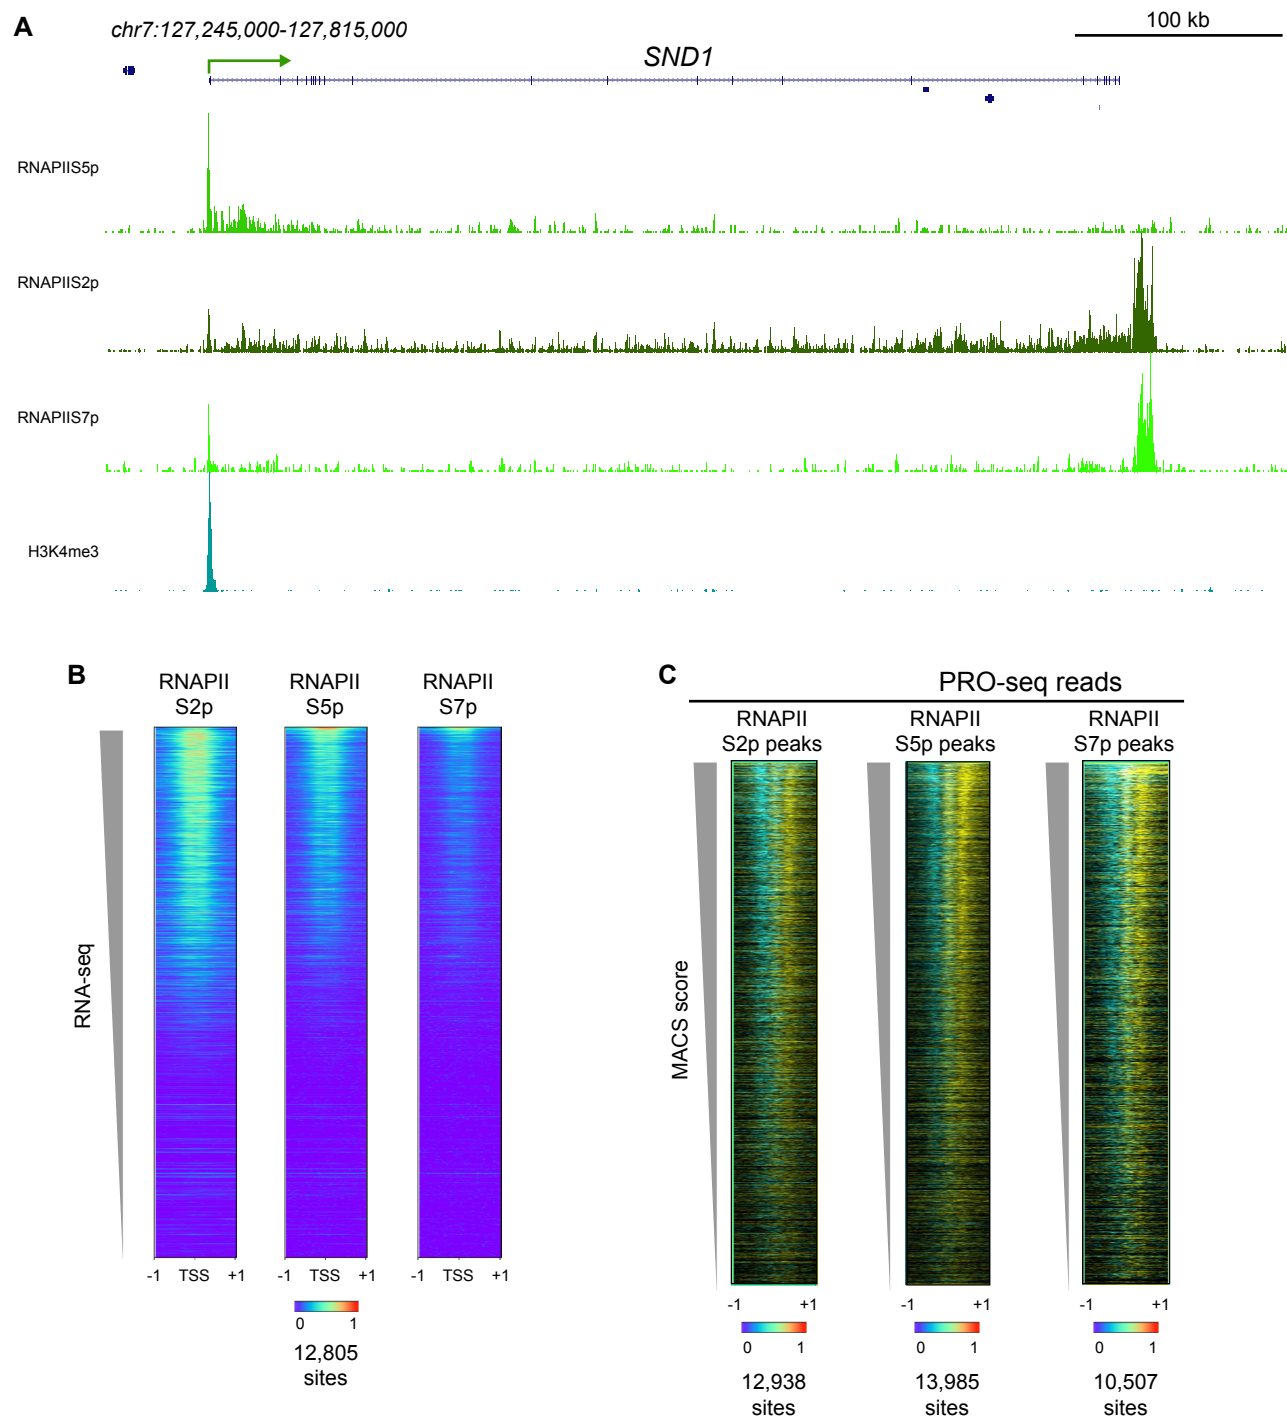 A
chr7:127,245,000-127,815,000
100 kb
SND1
RNAPIIS5p
RNAPIIS2p
RNAPIIS7p
H3K4me3
B
RNAPII
S2p
RNAPII
S5p
RNAPII
S7p
RNA-seq
-1 TSS +1
-1 TSS +1
-1 TSS +1
0 1
12,805
sites
C
PRO-seq reads
RNAPII
S2p peaks
RNAPII
S5p peaks
RNAPII
S7p peaks
MACS score
-1 +1
-1 +1
-1 +1
0 1
0 1
0 1
12,938
sites
13,985
sites
10,507
sites